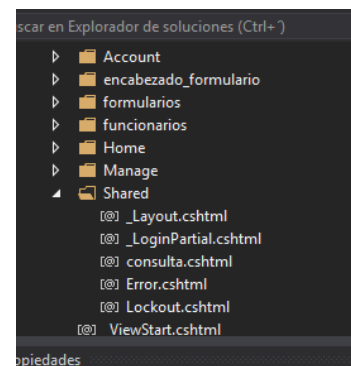 scar en Explorador de soluciones (Ctrl+´)
Account
encabezado_formulario
formularios
funcionarios
Home
Manage
Shared
[@] _Layout.cshtml
[@] _LoginPartial.cshtml
[@] consulta.cshtml
[@] Error.cshtml
[@] Lockout.cshtml
[@] _ViewStart.cshtml
opiedades